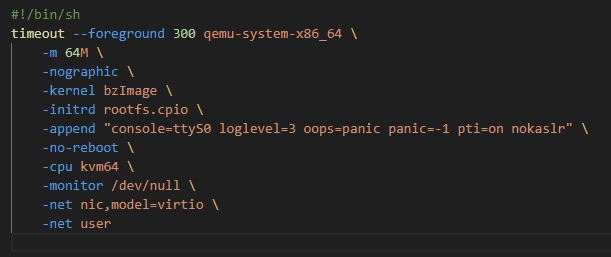 #!/bin/sh
timeout --foreground 300 qemu-system-x86_64 \
    -m 64M \
    -nographic \
    -kernel bzImage \
    -initrd rootfs.cpio \
    -append "console=ttyS0 loglevel=3 oops=panic panic=-1 pti=on nokaslr" \
    -no-reboot \
    -cpu kvm64 \
    -monitor /dev/null \
    -net nic,model=virtio \
    -net user